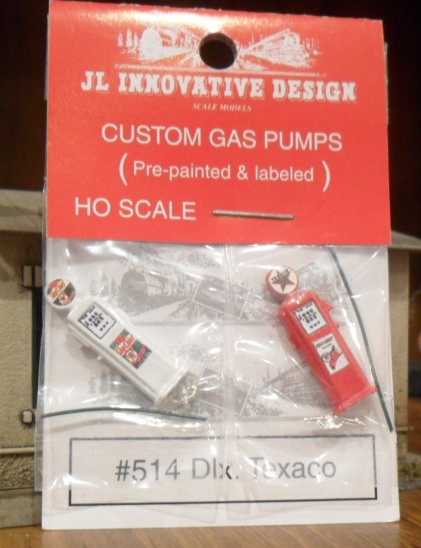 JL INNOVATIVE DESIGN
SCALE MODELS
CUSTOM GAS PUMPS
(Pre-painted & labeled)
HO SCALE
#514 Dlx. Texaco